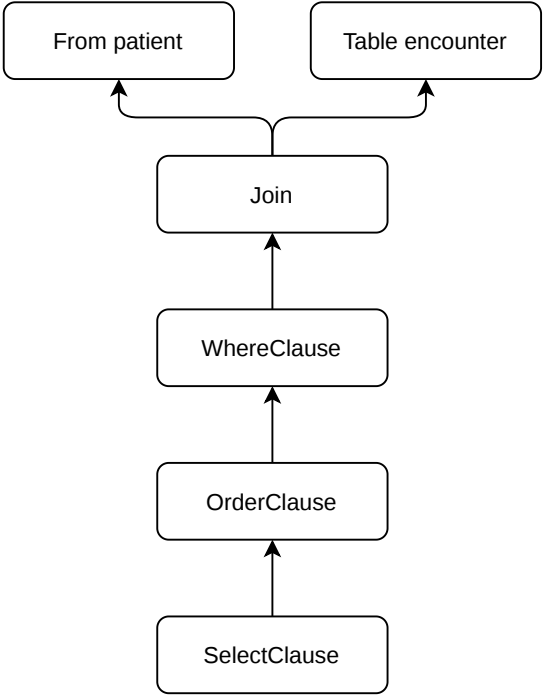 From patient
Table encounter
Join
WhereClause
OrderClause
SelectClause